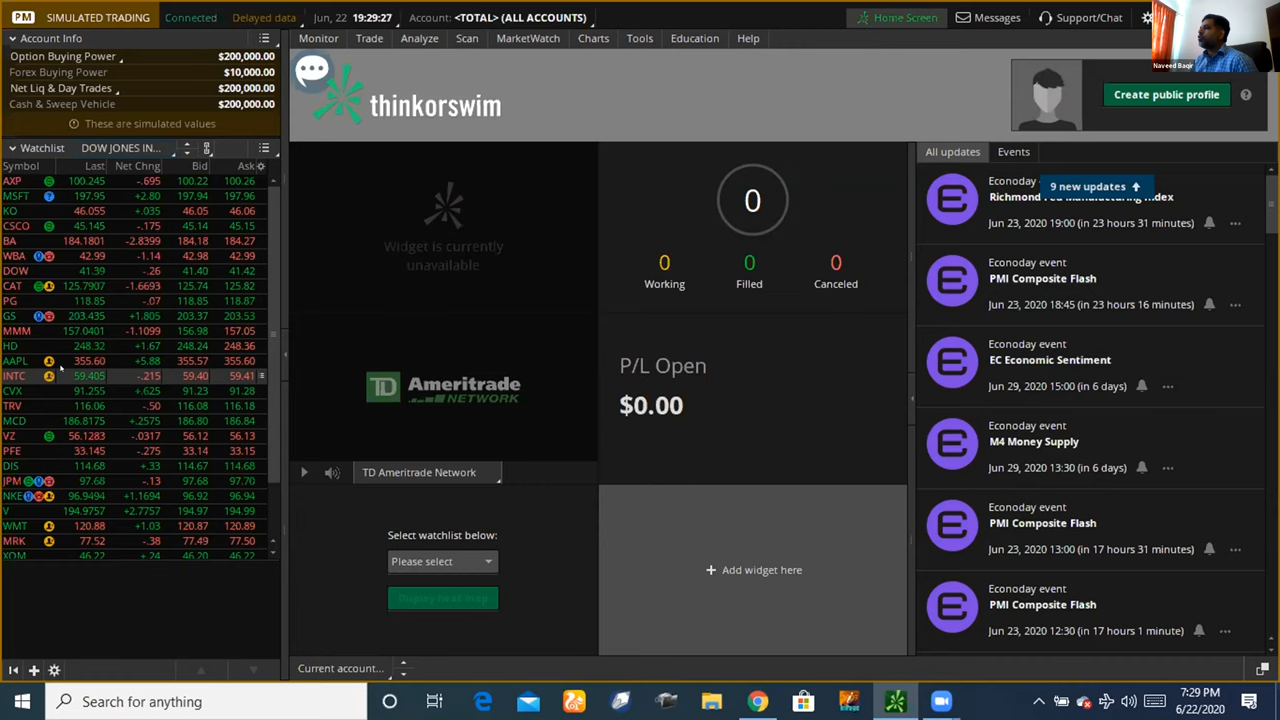 PM SIMULATED TRADING Connected Delayed data Jun, 22 19:29:27 Account: <TOTAL> (ALL ACCOUNTS) Home Screen Messages Support/Chat
Naveed Baqir
Account Info
Option Buying Power $200,000.00
Forex Buying Power $10,000.00
Net Liq & Day Trades $200,000.00
Cash & Sweep Vehicle $200,000.00
These are simulated values
Watchlist DOW JONES IN...
Symbol Last Net Chng Bid Ask
AXP 100.245 -.695 100.22 100.26
MSFT 197.95 +2.80 197.94 197.96
KO 46.055 +.035 46.05 46.06
CSCO 45.145 -.175 45.14 45.15
BA 184.1801 -2.8399 184.18 184.27
WBA 42.99 -1.14 42.98 42.99
DOW 41.39 -.26 41.40 41.42
CAT 125.7907 -1.6693 125.74 125.82
PG 118.85 -.07 118.85 118.87
GS 203.435 +1.805 203.37 203.53
MMM 157.0401 -1.1099 156.98 157.05
HD 248.32 +1.67 248.24 248.36
AAPL 355.60 +5.88 355.57 355.60
INTC 59.405 -.215 59.40 59.41
CVX 91.255 +.625 91.23 91.28
TRV 116.06 -.50 116.08 116.18
MCD 186.8175 +.2575 186.80 186.84
VZ 56.1283 -.0317 56.12 56.13
PFE 33.145 -.275 33.14 33.15
DIS 114.68 +.33 114.67 114.68
JPM 97.68 -.13 97.68 97.70
NKE 96.9494 +1.1694 96.92 96.94
V 194.9757 +2.7757 194.97 194.99
WMT 120.88 +1.03 120.87 120.89
MRK 77.52 -.38 77.49 77.50
XOM 46.22 +.24 46.20 46.22
Monitor Trade Analyze Scan MarketWatch Charts Tools Education Help
thinkorswim
Create public profile ?
Widget is currently
unavailable
0
0 0 0
Working Filled Canceled
TD Ameritrade
NETWORK
P/L Open
$0.00
TD Ameritrade Network
Select watchlist below:
Please select
Display heat map
+ Add widget here
Current account...
All updates Events
9 new updates
Econoday
Richmond Fed Manufacturing Index
Jun 23, 2020 19:00 (in 23 hours 31 minutes)
Econoday event
PMI Composite Flash
Jun 23, 2020 18:45 (in 23 hours 16 minutes)
Econoday event
EC Economic Sentiment
Jun 29, 2020 15:00 (in 6 days)
Econoday event
M4 Money Supply
Jun 29, 2020 13:30 (in 6 days)
Econoday event
PMI Composite Flash
Jun 23, 2020 13:00 (in 17 hours 31 minutes)
Econoday event
PMI Composite Flash
Jun 23, 2020 12:30 (in 17 hours 1 minute)
Search for anything
7:29 PM
6/22/2020